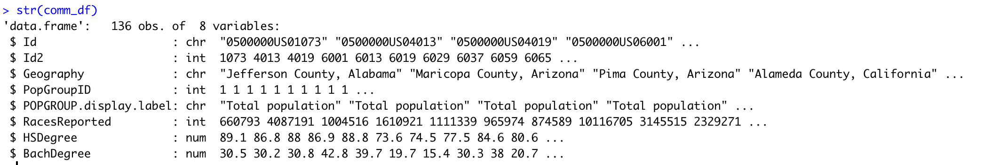 > str(comm_df)
'data.frame':   136 obs. of  8 variables:
 $ Id                     : chr  "0500000US01073" "0500000US04013" "0500000US04019" "0500000US06001" ...
 $ Id2                    : int  1073 4013 4019 6001 6013 6019 6029 6037 6059 6065 ...
 $ Geography              : chr  "Jefferson County, Alabama" "Maricopa County, Arizona" "Pima County, Arizona" "Alameda County, California" ...
 $ PopGroupID             : int  1 1 1 1 1 1 1 1 1 1 ...
 $ POPGROUP.display.label: chr  "Total population" "Total population" "Total population" "Total population" ...
 $ RacesReported          : int  660793 4087191 1004516 1610921 1111339 965974 874589 10116705 3145515 2329271 ...
 $ HSDegree               : num  89.1 86.8 88 86.9 88.8 73.6 74.5 77.5 84.6 80.6 ...
 $ BachDegree             : num  30.5 30.2 30.8 42.8 39.7 19.7 15.4 30.3 38 20.7 ...